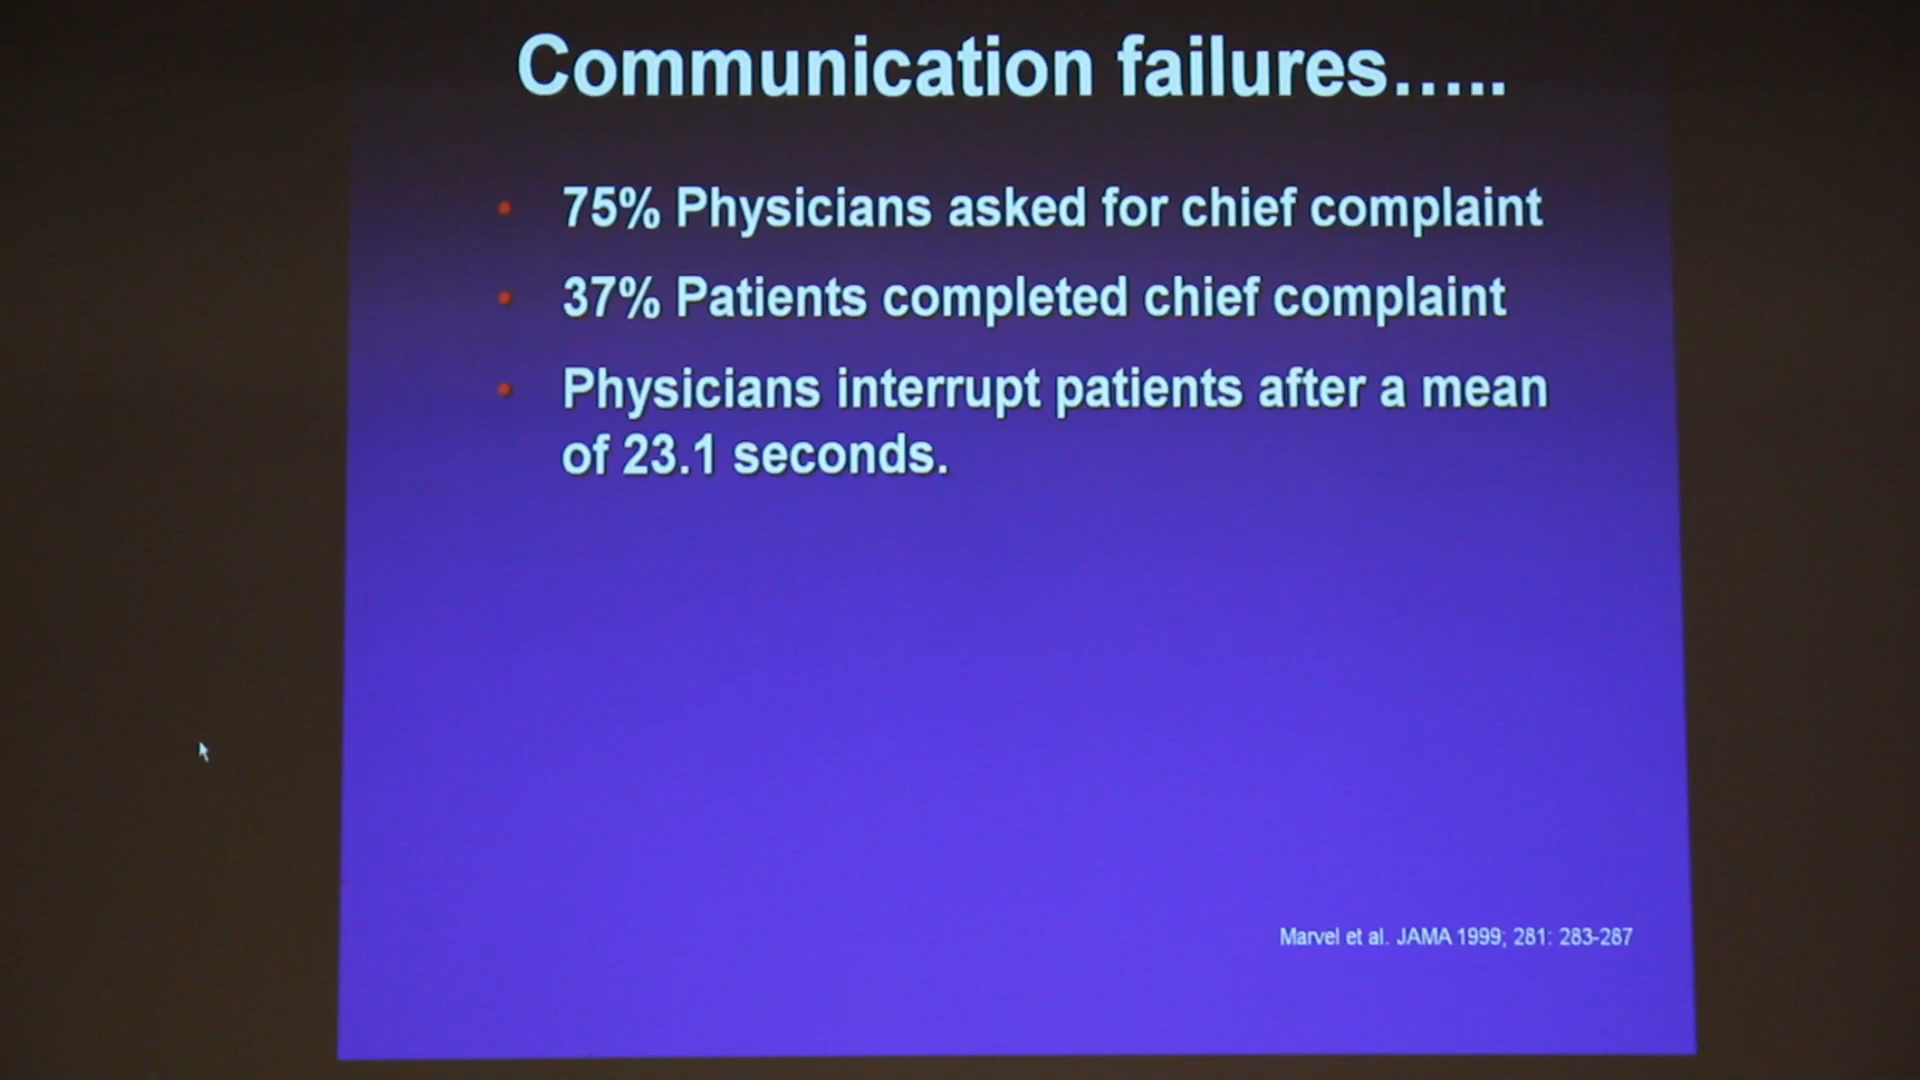 Communication failures.....
75% Physicians asked for chief complaint
37% Patients completed chief complaint
Physicians interrupt patients after a mean
of 23.1 seconds.
Marvel et al. JAMA 1999; 281: 283-287